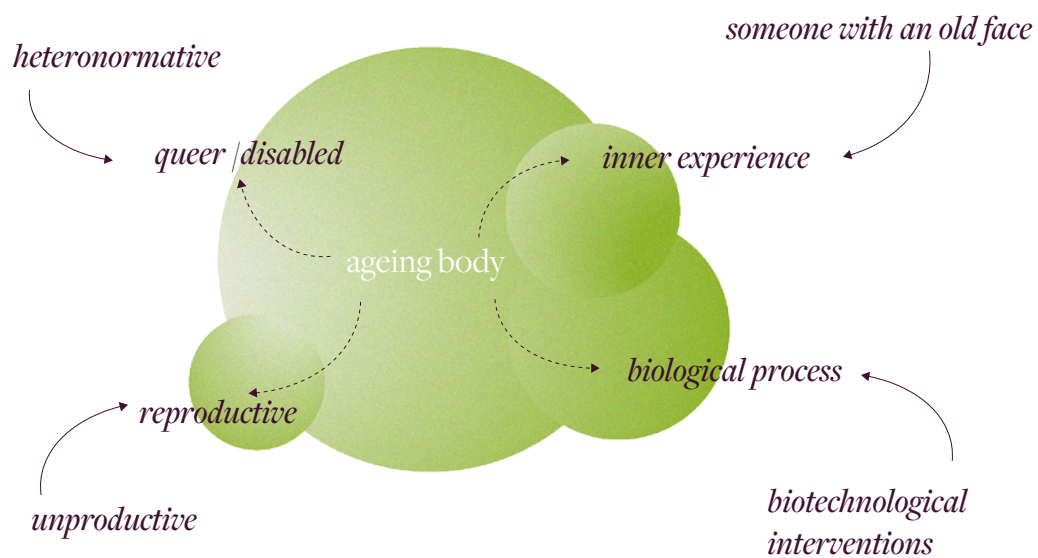 someone with an old face
heteronormative
queer / disabled
inner experience
ageing body
biological process
reproductive
unproductive
biotechnological
interventions